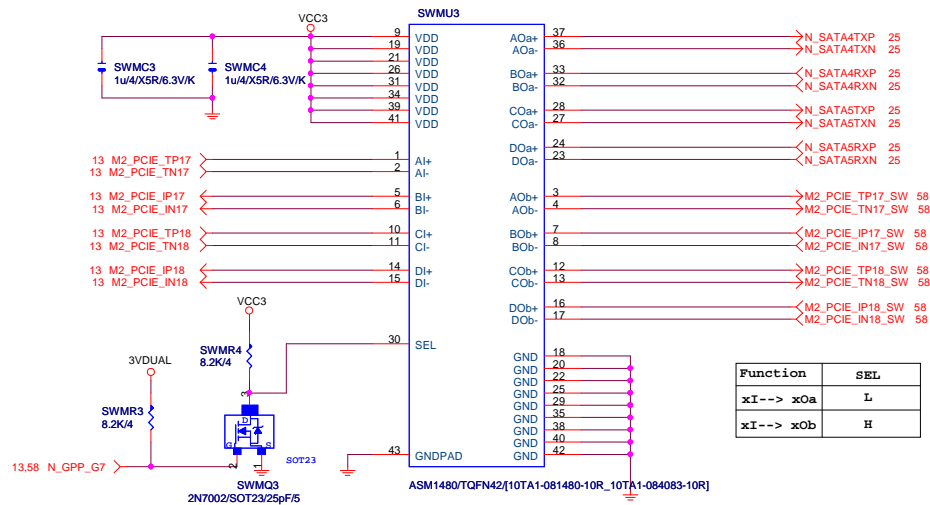 VCC3
SWMU3
SWMC3
1u/4/X5R/6.3V/K
SWMC4
1u/4/X5R/6.3V/K
9 VDD
19 VDD
21 VDD
26 VDD
31 VDD
34 VDD
39 VDD
41 VDD
AOa+ 37 N_SATA4TXP 25
AOa- 36 N_SATA4TXN 25
BOa+ 33 N_SATA4RXP 25
BOa- 32 N_SATA4RXN 25
COa+ 28 N_SATA5TXP 25
COa- 27 N_SATA5TXN 25
DOa+ 24 N_SATA5RXP 25
DOa- 23 N_SATA5RXN 25
13 M2_PCIE_TP17 1 AI+
13 M2_PCIE_TN17 2 AI-
13 M2_PCIE_IP17 5 BI+
13 M2_PCIE_IN17 6 BI-
13 M2_PCIE_TP18 10 CI+
13 M2_PCIE_TN18 11 CI-
13 M2_PCIE_IP18 14 DI+
13 M2_PCIE_IN18 15 DI-
AOb+ 3 M2_PCIE_TP17_SW 58
AOb- 4 M2_PCIE_TN17_SW 58
BOb+ 7 M2_PCIE_IP17_SW 58
BOb- 8 M2_PCIE_IN17_SW 58
COb+ 12 M2_PCIE_TP18_SW 58
COb- 13 M2_PCIE_TN18_SW 58
DOb+ 16 M2_PCIE_IP18_SW 58
DOb- 17 M2_PCIE_IN18_SW 58
VCC3
SWMR4
8.2K/4
30 SEL
3VDUAL
SWMR3
8.2K/4
3
D
G
S
2
1
SOT23
13,58 N_GPP_G7
SWMQ3
2N7002/SOT23/25pF/5
GND 18
GND 20
GND 22
GND 25
GND 29
GND 35
GND 38
GND 40
GND 42
43 GNDPAD
ASM1480/TQFN42/[10TA1-081480-10R_10TA1-084083-10R]
Function SEL
xI--> xOa L
xI--> xOb H